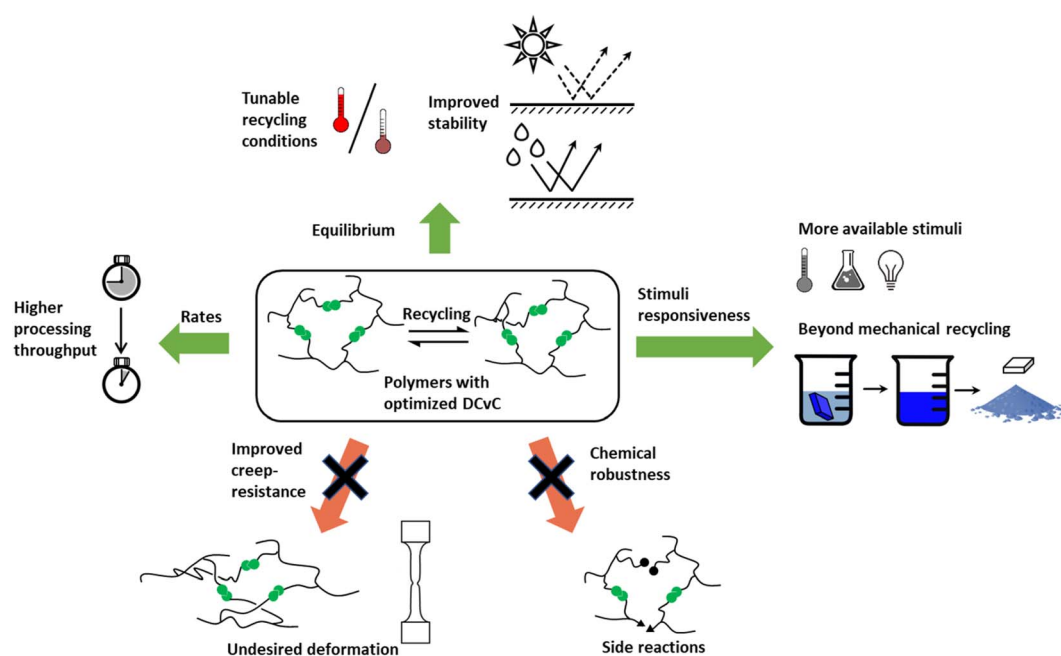 Tunable
recycling
conditions
Improved
stability
Equilibrium
More available stimuli
Higher
processing
throughput
Rates
Recycling
Stimuli
responsiveness
Beyond mechanical recycling
Polymers with
optimized DCvC
Improved
creep-
resistance
Chemical
robustness
Undesired deformation
Side reactions